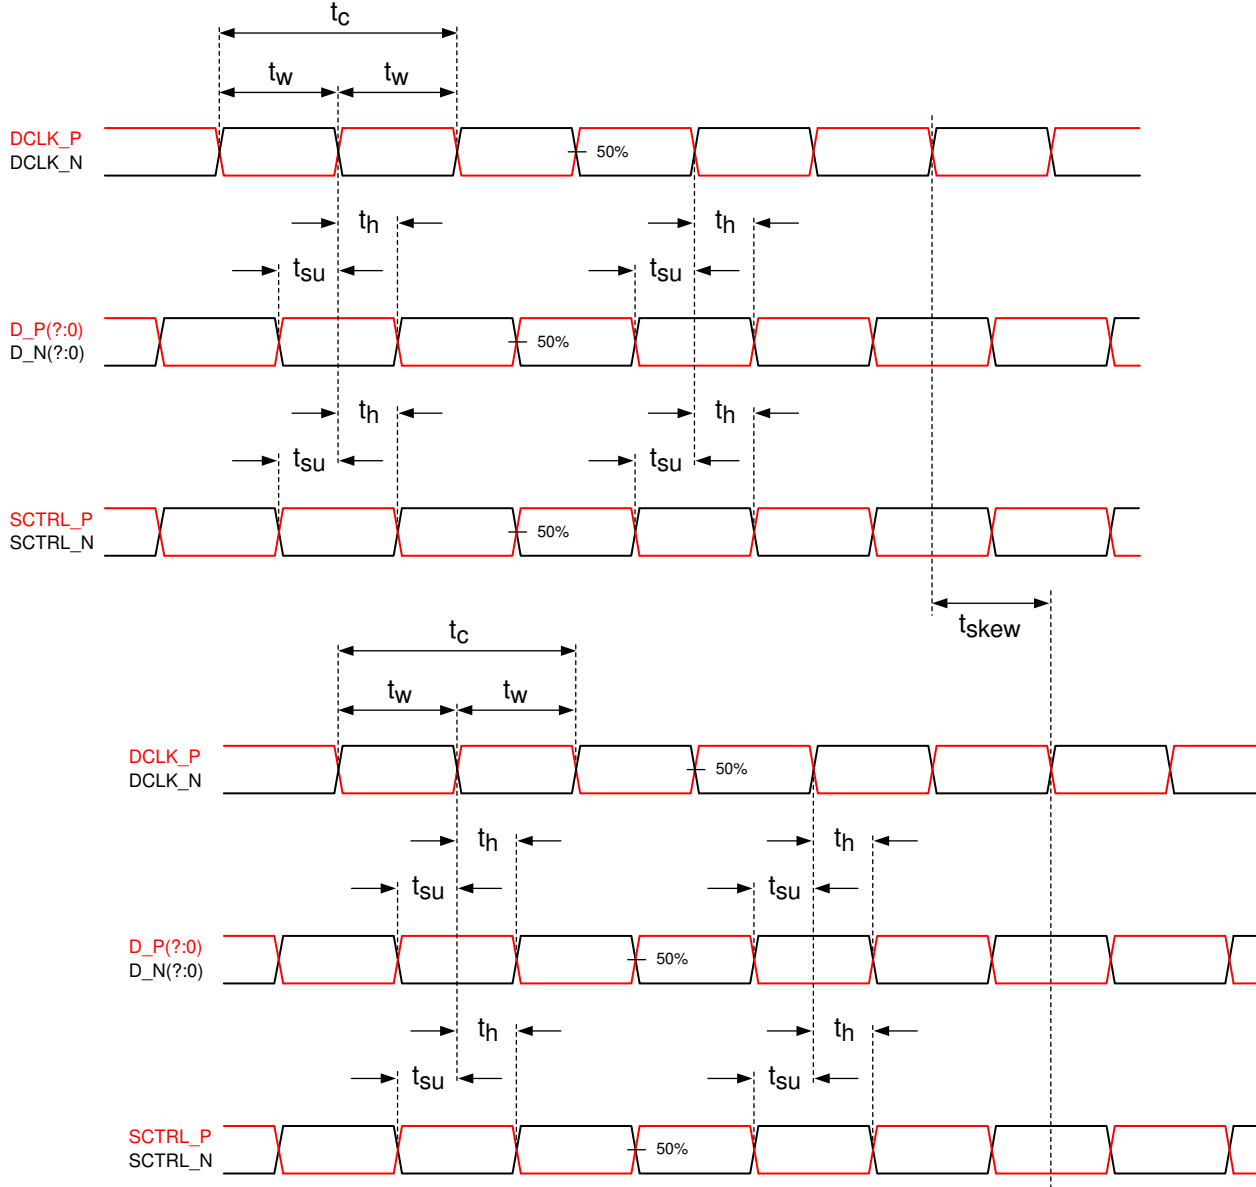 tc
tw tw
DCLK_P
DCLK_N
50%
th th
tsu tsu
D_P(?:0)
D_N(?:0)
50%
th th
tsu tsu
SCTRL_P
SCTRL_N
50%
tskew
tc
tw tw
DCLK_P
DCLK_N
50%
th th
tsu tsu
D_P(?:0)
D_N(?:0)
50%
th th
tsu tsu
SCTRL_P
SCTRL_N
50%